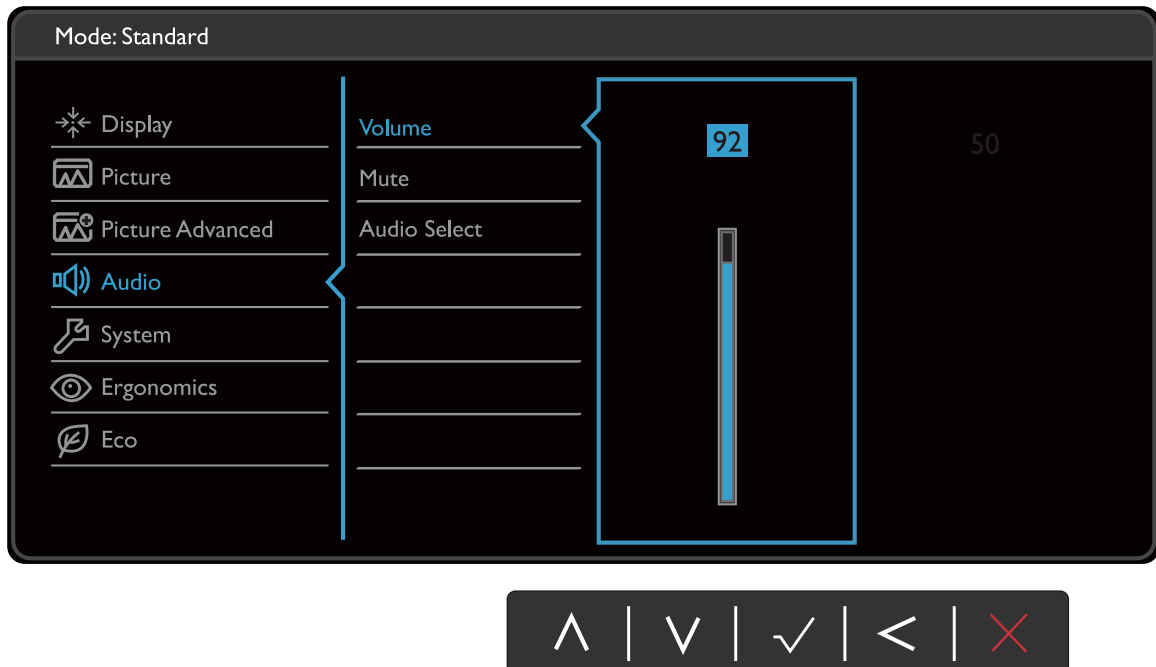 Mode: Standard
Display
Picture
Picture Advanced
Audio
System
Ergonomics
Eco
Volume
Mute
Audio Select
92
50